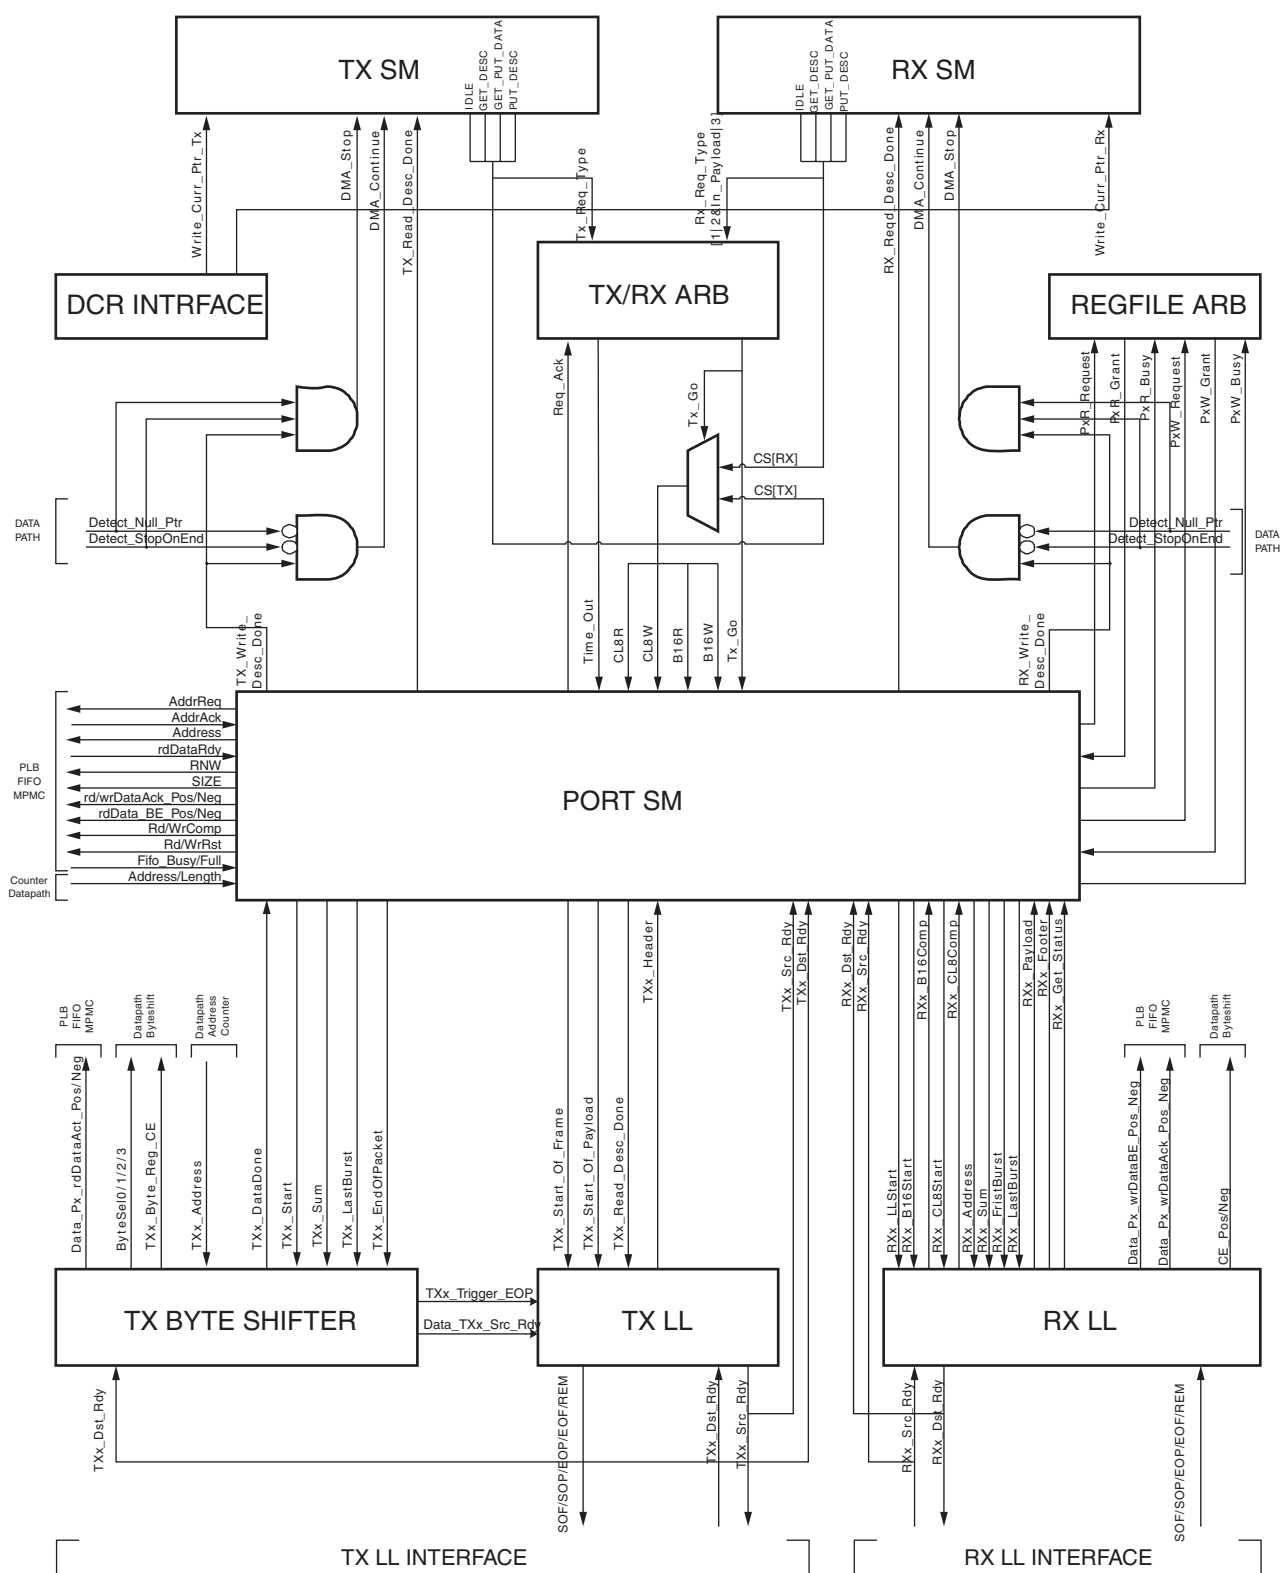 TX SM
IDLE
GET_DESC
GET_PUT_DATA
PUT_DESC
RX SM
IDLE
GET_DESC
GET_PUT_DATA
PUT_DESC
Write_Curr_Ptr_Tx
DMA_Stop
DMA_Continue
TX_Read_Desc_Done
Tx_Req_Type
Rx_Req_Type
[1|2&In_Payload|3]
RX_Reqd_Desc_Done
DMA_Continue
DMA_Stop
Write_Curr_Ptr_Rx
DCR INTRFACE
TX/RX ARB
REGFILE ARB
Req_Ack
Tx_Go
PxR_Request
PxR_Grant
PxR_Busy
PxW_Request
PxW_Grant
PxW_Busy
CS[RX]
CS[TX]
DATA
PATH
Detect_Null_Ptr
Detect_StopOnEnd
Detect_Null_Ptr
Detect_StopOnEnd
DATA
PATH
TX_Write_
Desc_Done
Time_Out
CL8R
CL8W
B16R
B16W
Tx_Go
RX_Write_
Desc_Done
PLB
FIFO
MPMC
AddrReq
AddrAck
Address
rdDataRdy
RNW
SIZE
rd/wrDataAck_Pos/Neg
rdData_BE_Pos/Neg
Rd/WrComp
Rd/WrRst
Fifo_Busy/Full
Counter
Datapath
Address/Length
PORT SM
PLB
FIFO
MPMC
Datapath
Byteshift
Datapath
Address
Counter
Data_Px_rdDataAct_Pos/Neg
ByteSel0/1/2/3
TXx_Byte_Reg_CE
TXx_Address
TXx_DataDone
TXx_Start
TXx_Sum
TXx_LastBurst
TXx_EndOfPacket
TXx_Start_Of_Frame
TXx_Start_Of_Payload
TXx_Read_Desc_Done
TXx_Header
TXx_Src_Rdy
TXx_Dst_Rdy
RXx_Dst_Rdy
RXx_Src_Rdy
RXx_LLStart
RXx_B16Start
RXx_B16Comp
RXx_CL8Start
RXx_CL8Comp
RXx_Address
RXx_Sum
RXx_FristBurst
RXx_LastBurst
RXx_Payload
RXx_Footer
RXx_Get_Status
PLB
FIFO
MPMC
Datapath
Byteshift
Data_Px_wrDataBE_Pos_Neg
Data_Px_wrDataAck_Pos_Neg
CE_Pos/Neg
TX BYTE SHIFTER
TXx_Trigger_EOP
Data_TXx_Src_Rdy
TX LL
RX LL
TXx_Dst_Rdy
SOF/SOP/EOP/EOF/REM
TXx_Dst_Rdy
TXx_Src_Rdy
RXx_Src_Rdy
RXx_Dst_Rdy
SOF/SOP/EOP/EOF/REM
TX LL INTERFACE
RX LL INTERFACE